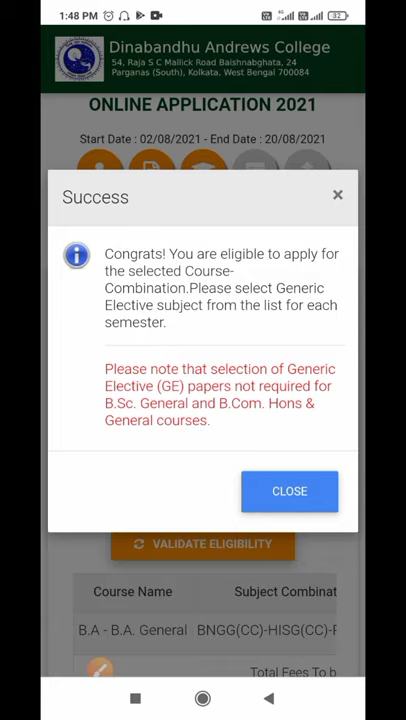 1:48 PM
4G
32
Dinabandhu Andrews College
54, Raja S C Mallick Road Baishnabghata, 24
Parganas (South), Kolkata, West Bengal 700084
ONLINE APPLICATION 2021
Start Date : 02/08/2021 - End Date : 20/08/2021
Success
×
Congrats! You are eligible to apply for
the selected Course-
Combination.Please select Generic
Elective subject from the list for each
semester.
Please note that selection of Generic
Elective (GE) papers not required for
B.Sc. General and B.Com. Hons &
General courses.
CLOSE
VALIDATE ELIGIBILITY
Course Name Subject Combinat
B.A - B.A. General BNGG(CC)-HISG(CC)-
Total Fees To b